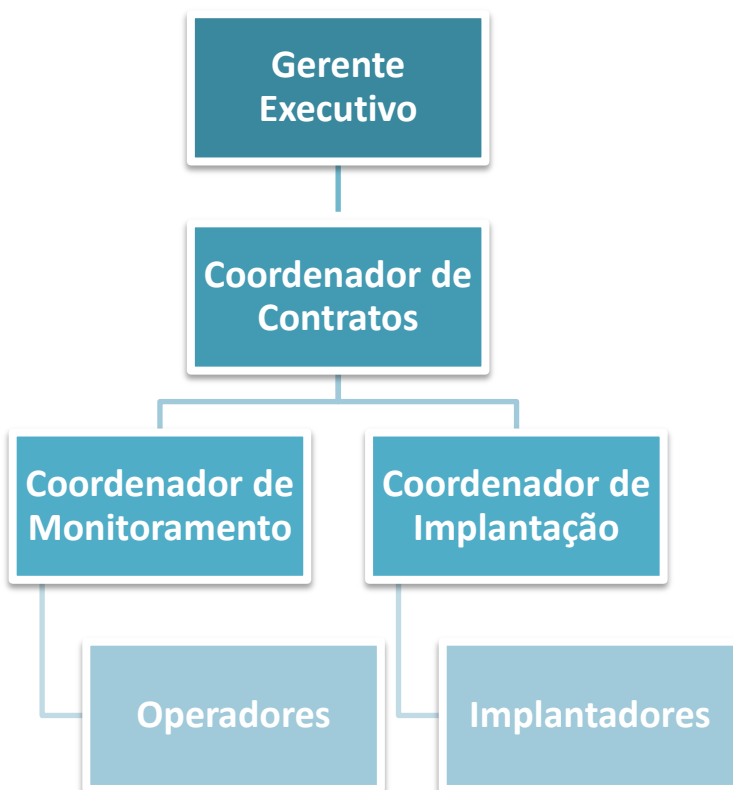 Gerente
Executivo
Coordenador de
Contratos
Coordenador de
Monitoramento
Coordenador de
Implantação
Operadores
Implantadores